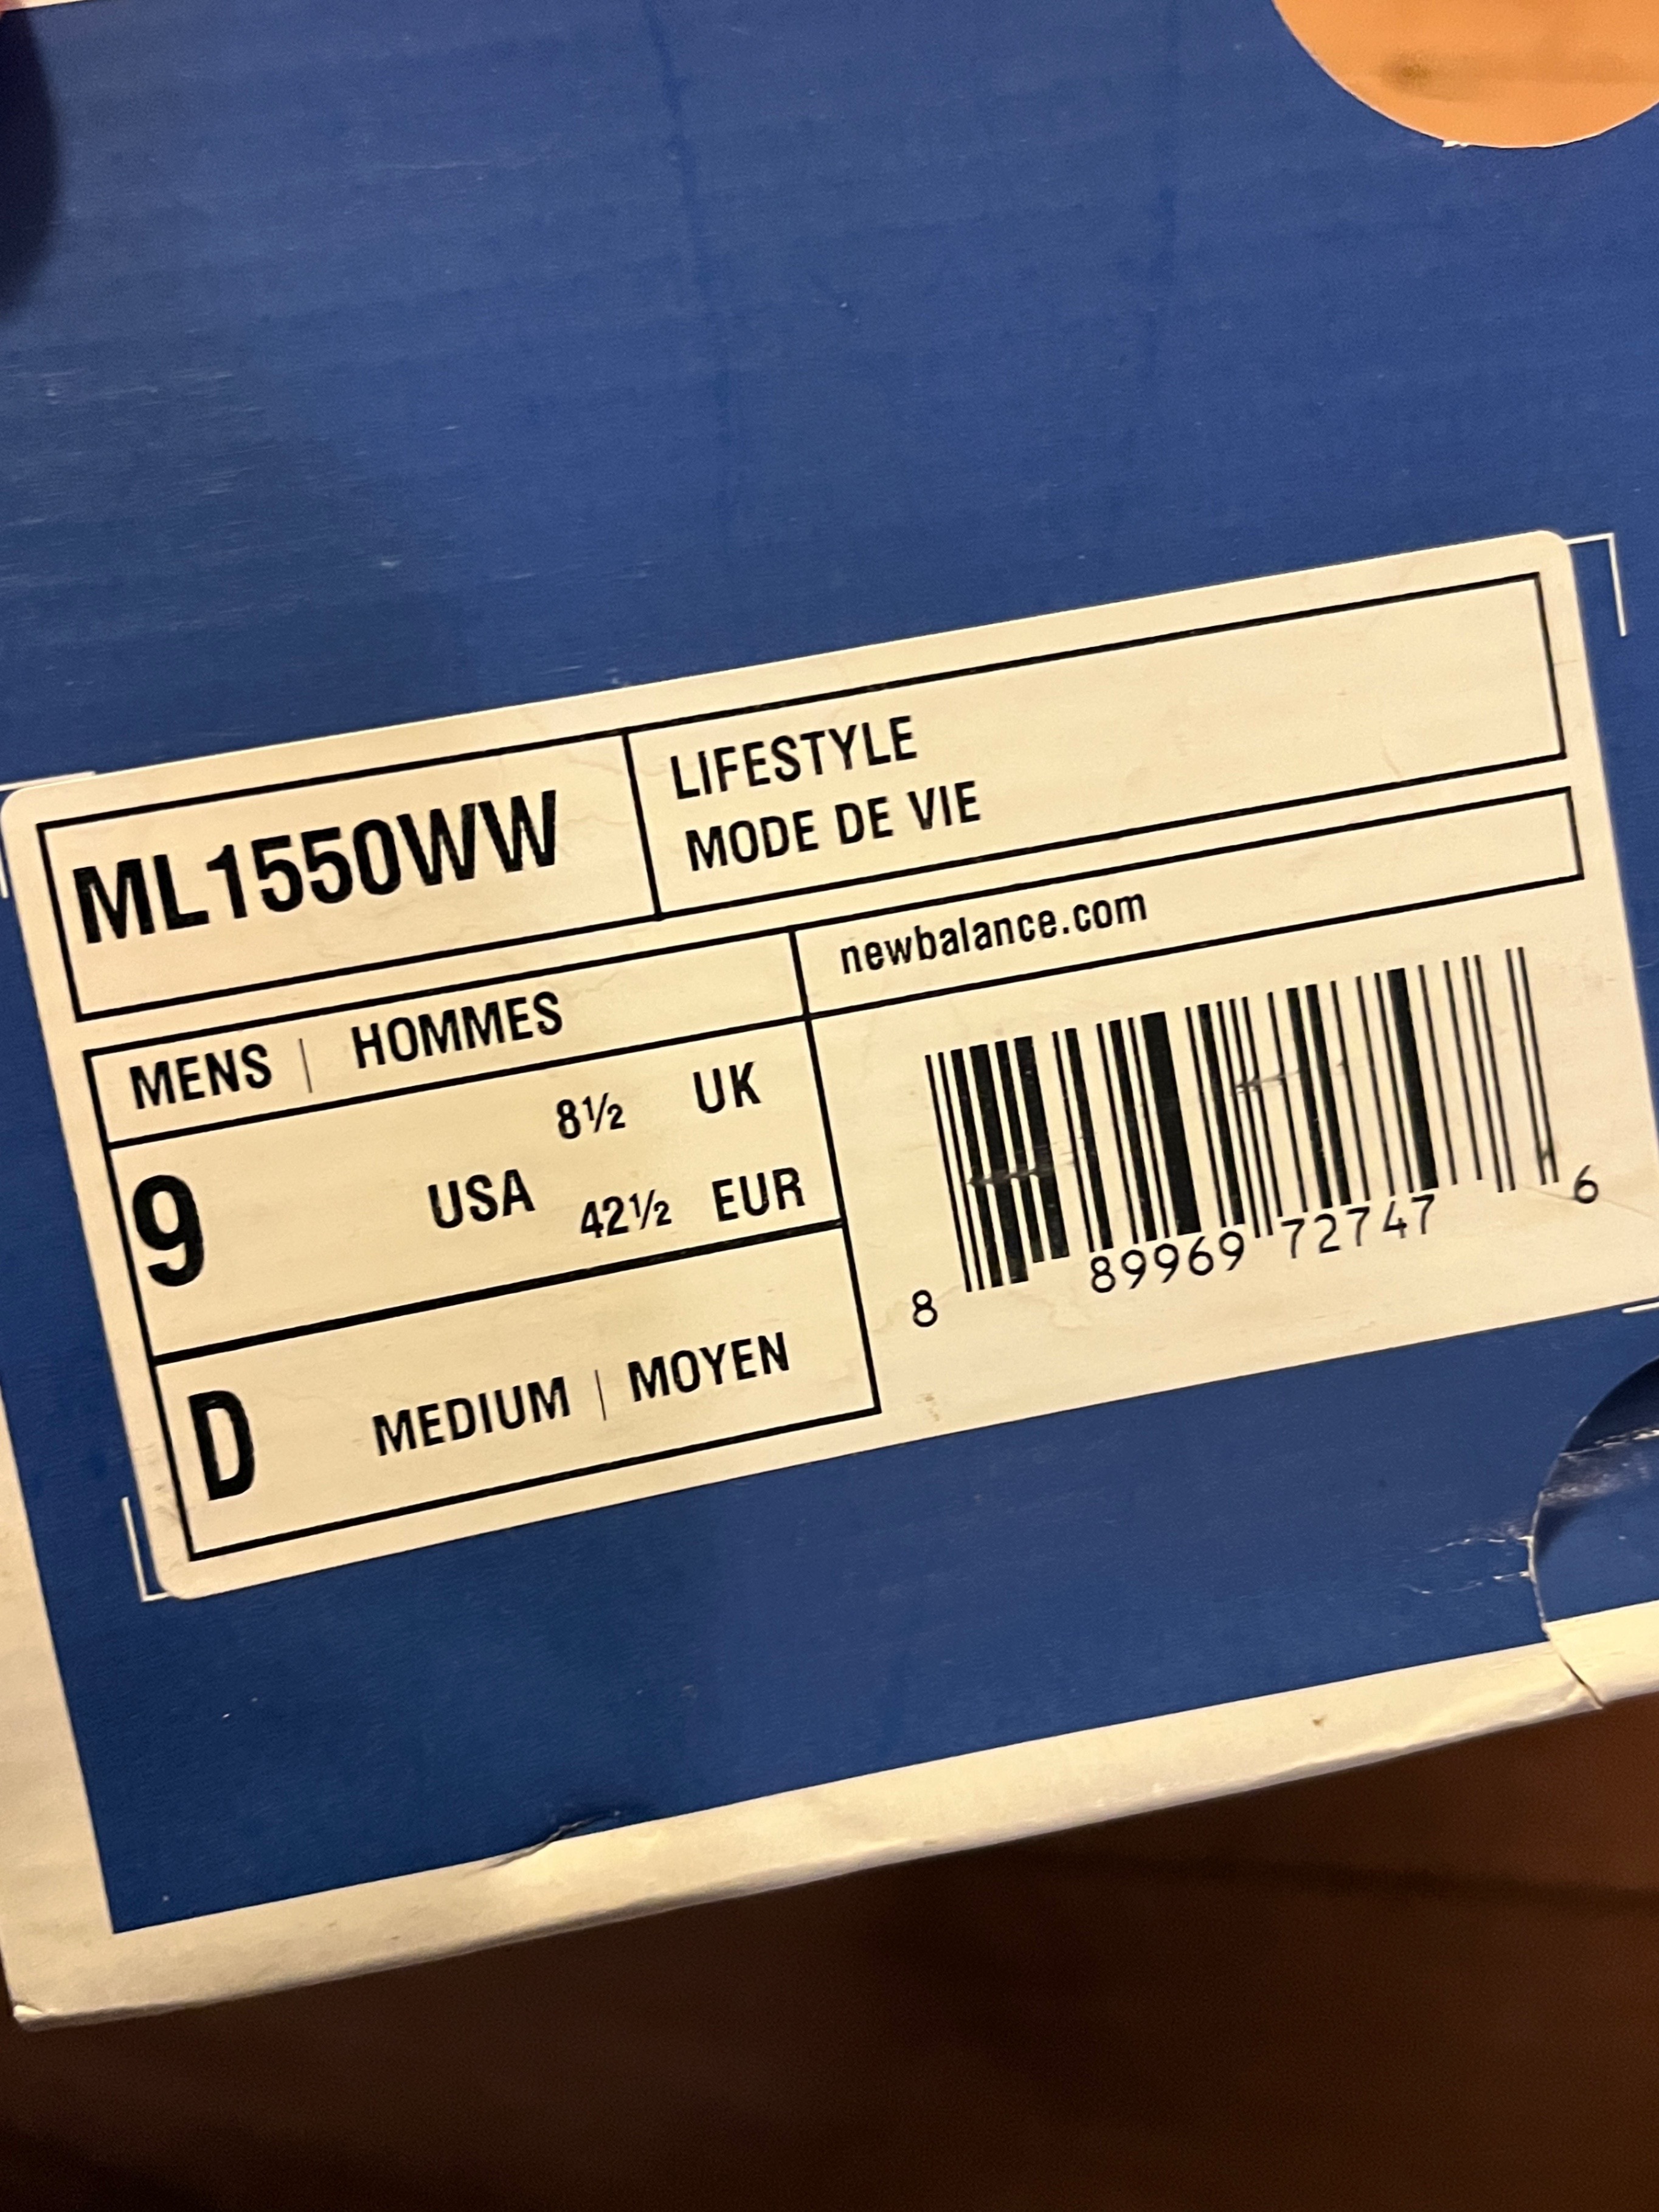 ML1550WW
LIFESTYLE
MODE DE VIE
MENS | HOMMES
newbalance.com
9 USA 8½ UK
42½ EUR
D MEDIUM | MOYEN
8 89969 72747 6